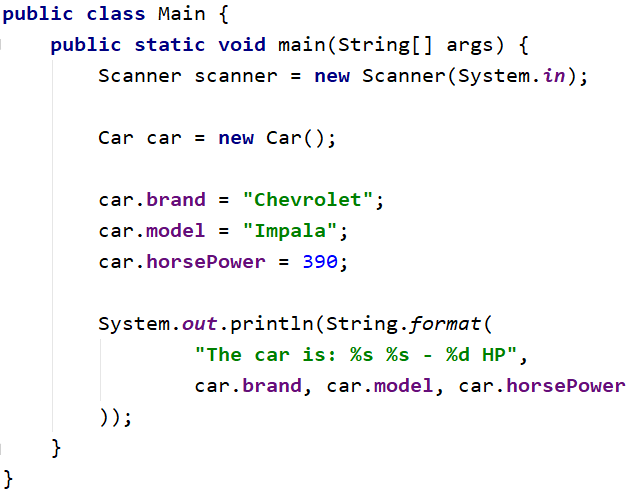 public class Main {
public static void main(String[] args) {
Scanner scanner = new Scanner(System.in);
Car car = new Car();
car.brand = "Chevrolet";
car.model = "Impala";
car.horsePower = 390;
System.out.println(String.format(
"The car is: %s %s - %d HP",
car.brand, car.model, car.horsePower
));
}
}